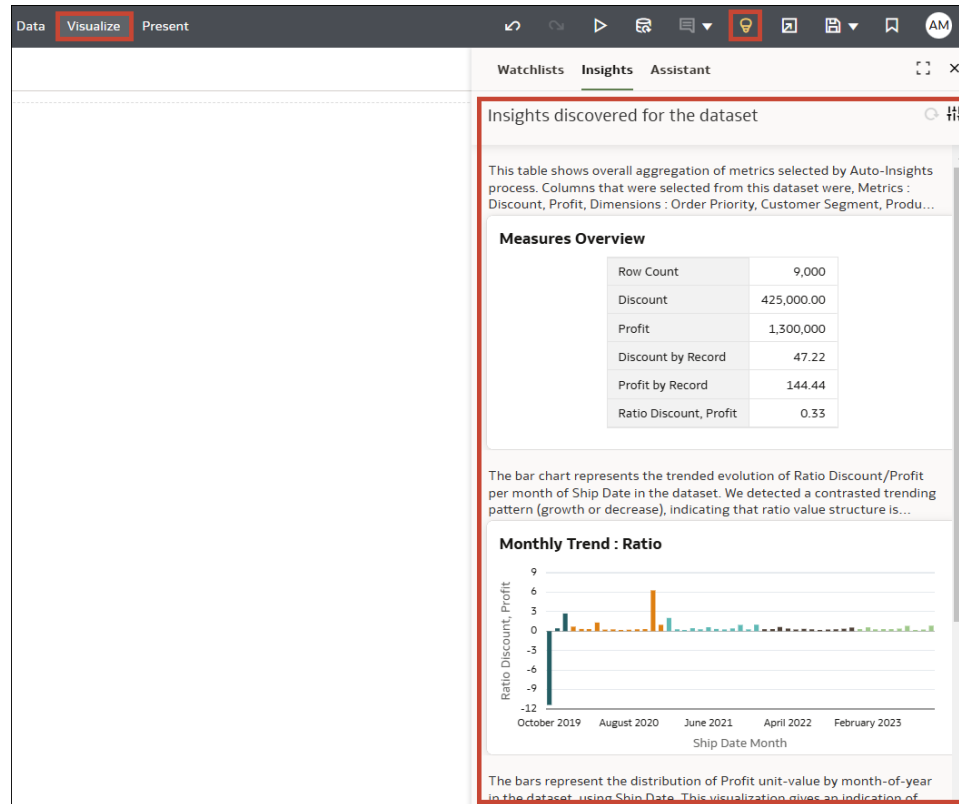 Data Visualize Present AM
Watchlists Insights Assistant
Insights discovered for the dataset
This table shows overall aggregation of metrics selected by Auto-Insights
process. Columns that were selected from this dataset were, Metrics :
Discount, Profit, Dimensions : Order Priority, Customer Segment, Produ...
Measures Overview
Row Count 9,000
Discount 425,000.00
Profit 1,300,000
Discount by Record 47.22
Profit by Record 144.44
Ratio Discount, Profit 0.33
The bar chart represents the trended evolution of Ratio Discount/Profit
per month of Ship Date in the dataset. We detected a contrasted trending
pattern (growth or decrease), indicating that ratio value structure is...
Monthly Trend : Ratio
Ratio Discount, Profit
9
6
3
0
-3
-6
-9
-12
October 2019 August 2020 June 2021 April 2022 February 2023
Ship Date Month
The bars represent the distribution of Profit unit-value by month-of-year
in the dataset, using Ship Date. This visualization gives an indication of